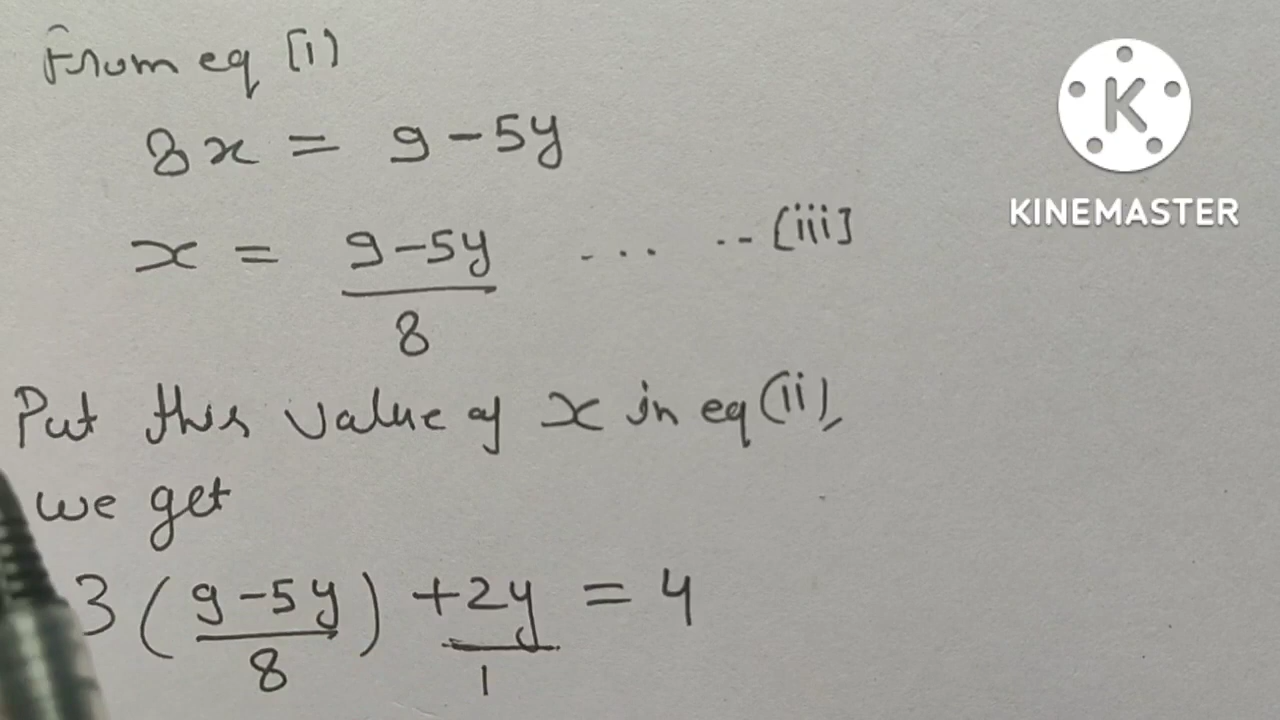 From eq (i)
8x = 9-5y
x = 9-5y / 8 ... .. [iii]
Put this value of x in eq (ii),
we get
3 ( 9-5y / 8 ) + 2y / 1 = 4
K
KINEMASTER